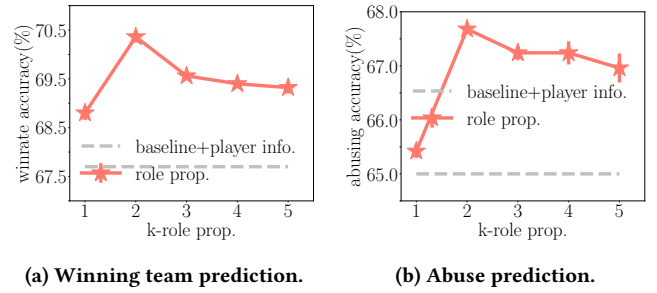 winrate accuracy(%)
70.5
69.5
68.5
67.5
baseline+player info.
role prop.
1 2 3 4 5
k-role prop.
(a) Winning team prediction.
abusing accuracy(%)
68.0
67.0
66.0
65.0
baseline+player info.
role prop.
1 2 3 4 5
k-role prop.
(b) Abuse prediction.